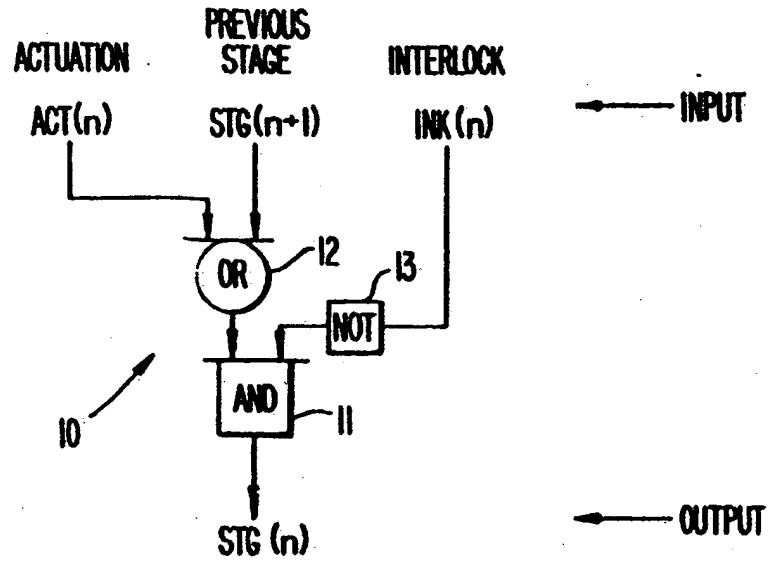 ACTUATION
PREVIOUS
STAGE
INTERLOCK
ACT(n)
STG(n+1)
INK(n)
INPUT
OR
12
13
NOT
AND
11
10
STG (n)
OUTPUT